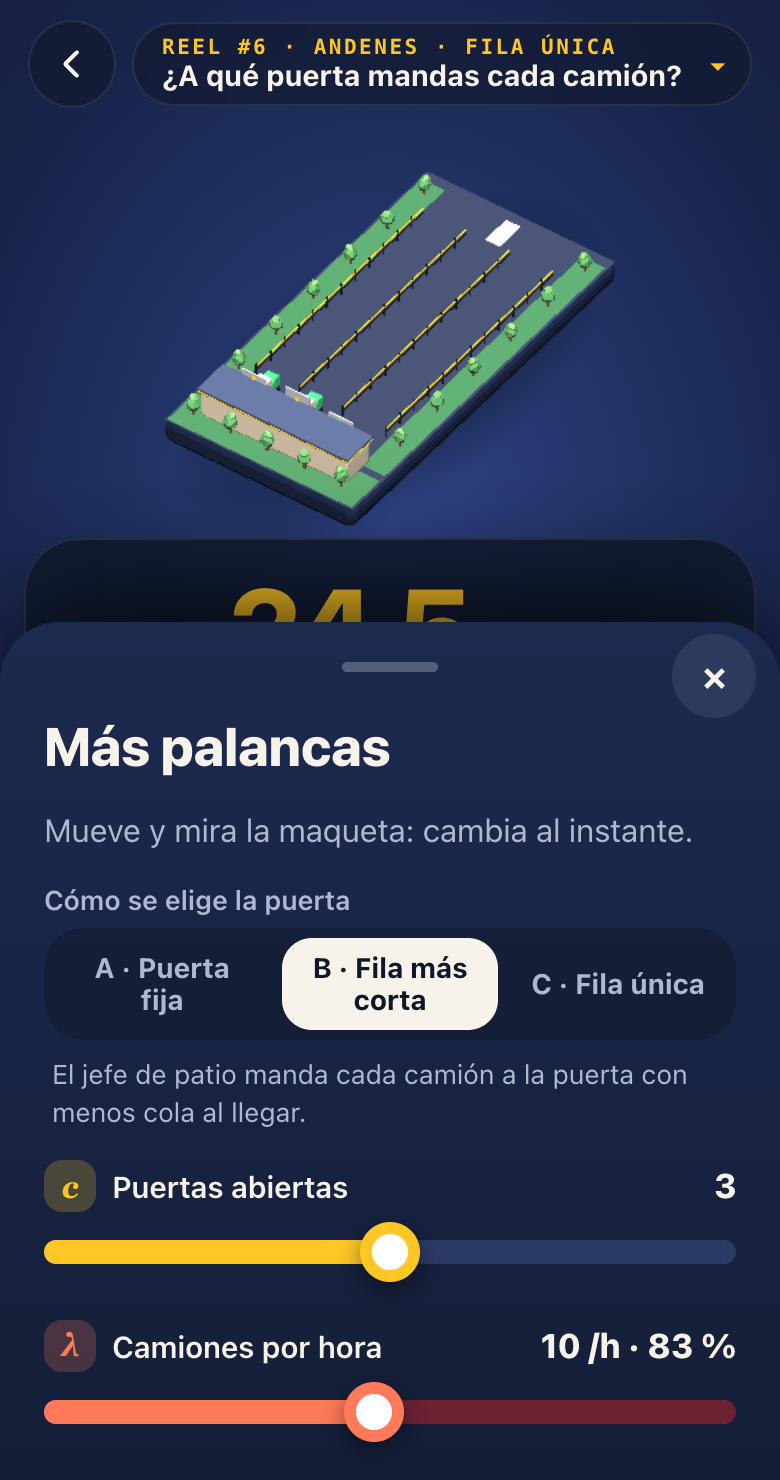 REEL #6 · ANDENES · FILA ÚNICA
¿A qué puerta mandas cada camión?
24,5
Más palancas
Mueve y mira la maqueta: cambia al instante.
Cómo se elige la puerta
A · Puerta
fija
B · Fila más
corta
C · Fila única
El jefe de patio manda cada camión a la puerta con
menos cola al llegar.
c Puertas abiertas 3
λ Camiones por hora 10 /h · 83 %